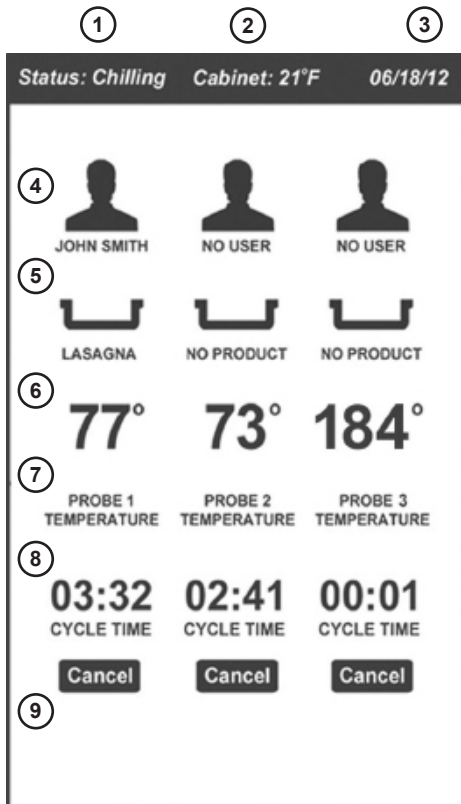 1 2 3
Status: Chilling Cabinet: 21°F 06/18/12
4
JOHN SMITH NO USER NO USER
5
LASAGNA NO PRODUCT NO PRODUCT
6
77° 73° 184°
7
PROBE 1 PROBE 2 PROBE 3
TEMPERATURE TEMPERATURE TEMPERATURE
8
03:32 02:41 00:01
CYCLE TIME CYCLE TIME CYCLE TIME
Cancel Cancel Cancel
9